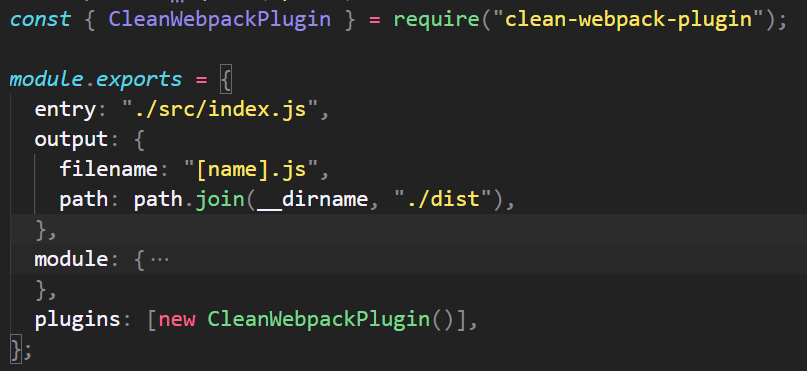 const { CleanWebpackPlugin } = require("clean-webpack-plugin");
module.exports = {
entry: "./src/index.js",
output: {
filename: "[name].js",
path: path.join(__dirname, "./dist"),
},
module: {···
},
plugins: [new CleanWebpackPlugin()],
};